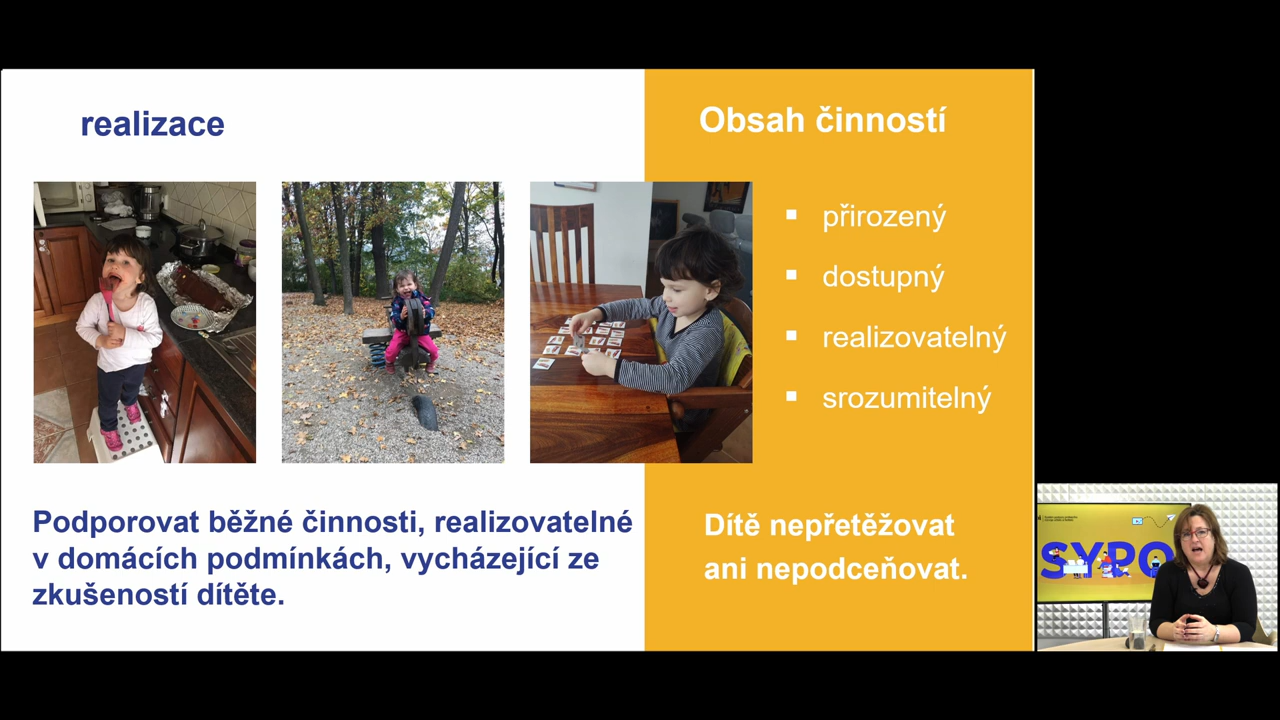 realizace
Obsah činností
▪ přirozený
▪ dostupný
▪ realizovatelný
▪ srozumitelný
Podporovat běžné činnosti, realizovatelné
v domácích podmínkách, vycházející ze
zkušeností dítěte.
Dítě nepřetěžovat
ani nepodceňovat.
SYPO